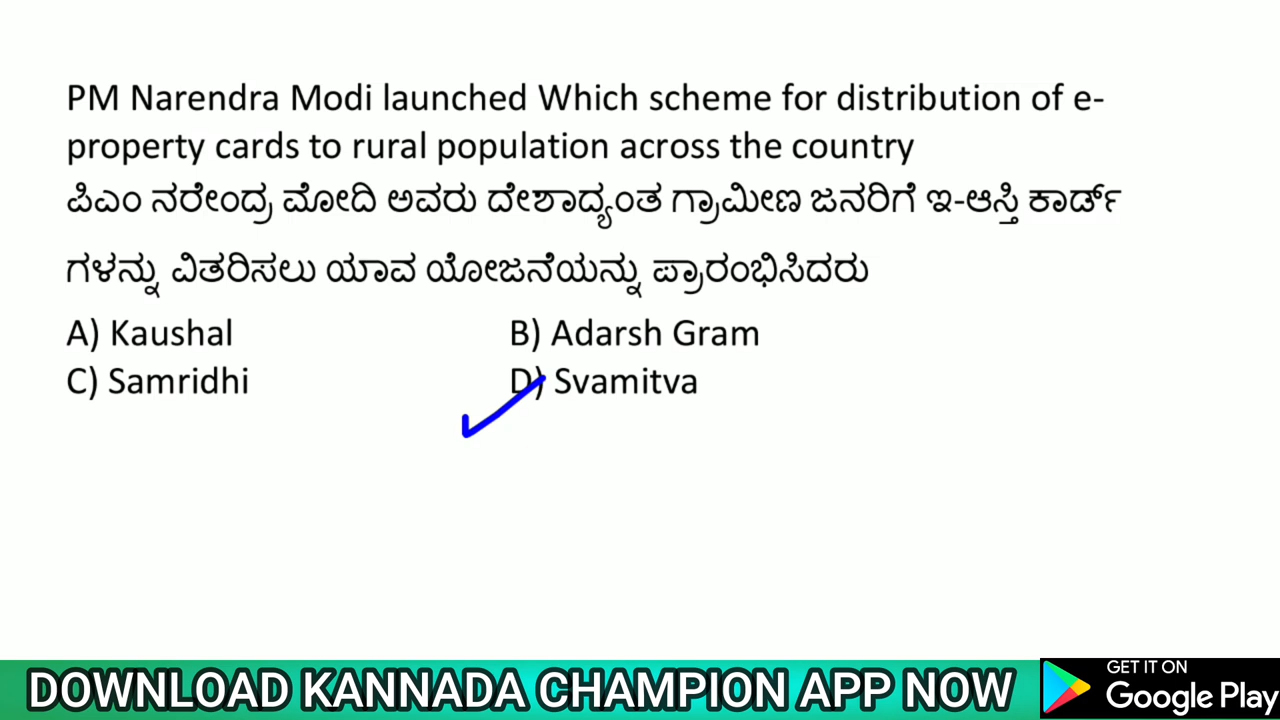 PM Narendra Modi launched Which scheme for distribution of e-
property cards to rural population across the country
ಪಿಎಂ ನರೇಂದ್ರ ಮೋದಿ ಅವರು ದೇಶಾದ್ಯಂತ ಗ್ರಾಮೀಣ ಜನರಿಗೆ ಇ-ಆಸ್ತಿ ಕಾರ್ಡ್
ಗಳನ್ನು ವಿತರಿಸಲು ಯಾವ ಯೋಜನೆಯನ್ನು ಪ್ರಾರಂಭಿಸಿದರು
A) Kaushal B) Adarsh Gram
C) Samridhi D) Svamitva
DOWNLOAD KANNADA CHAMPION APP NOW
GET IT ON
Google Play